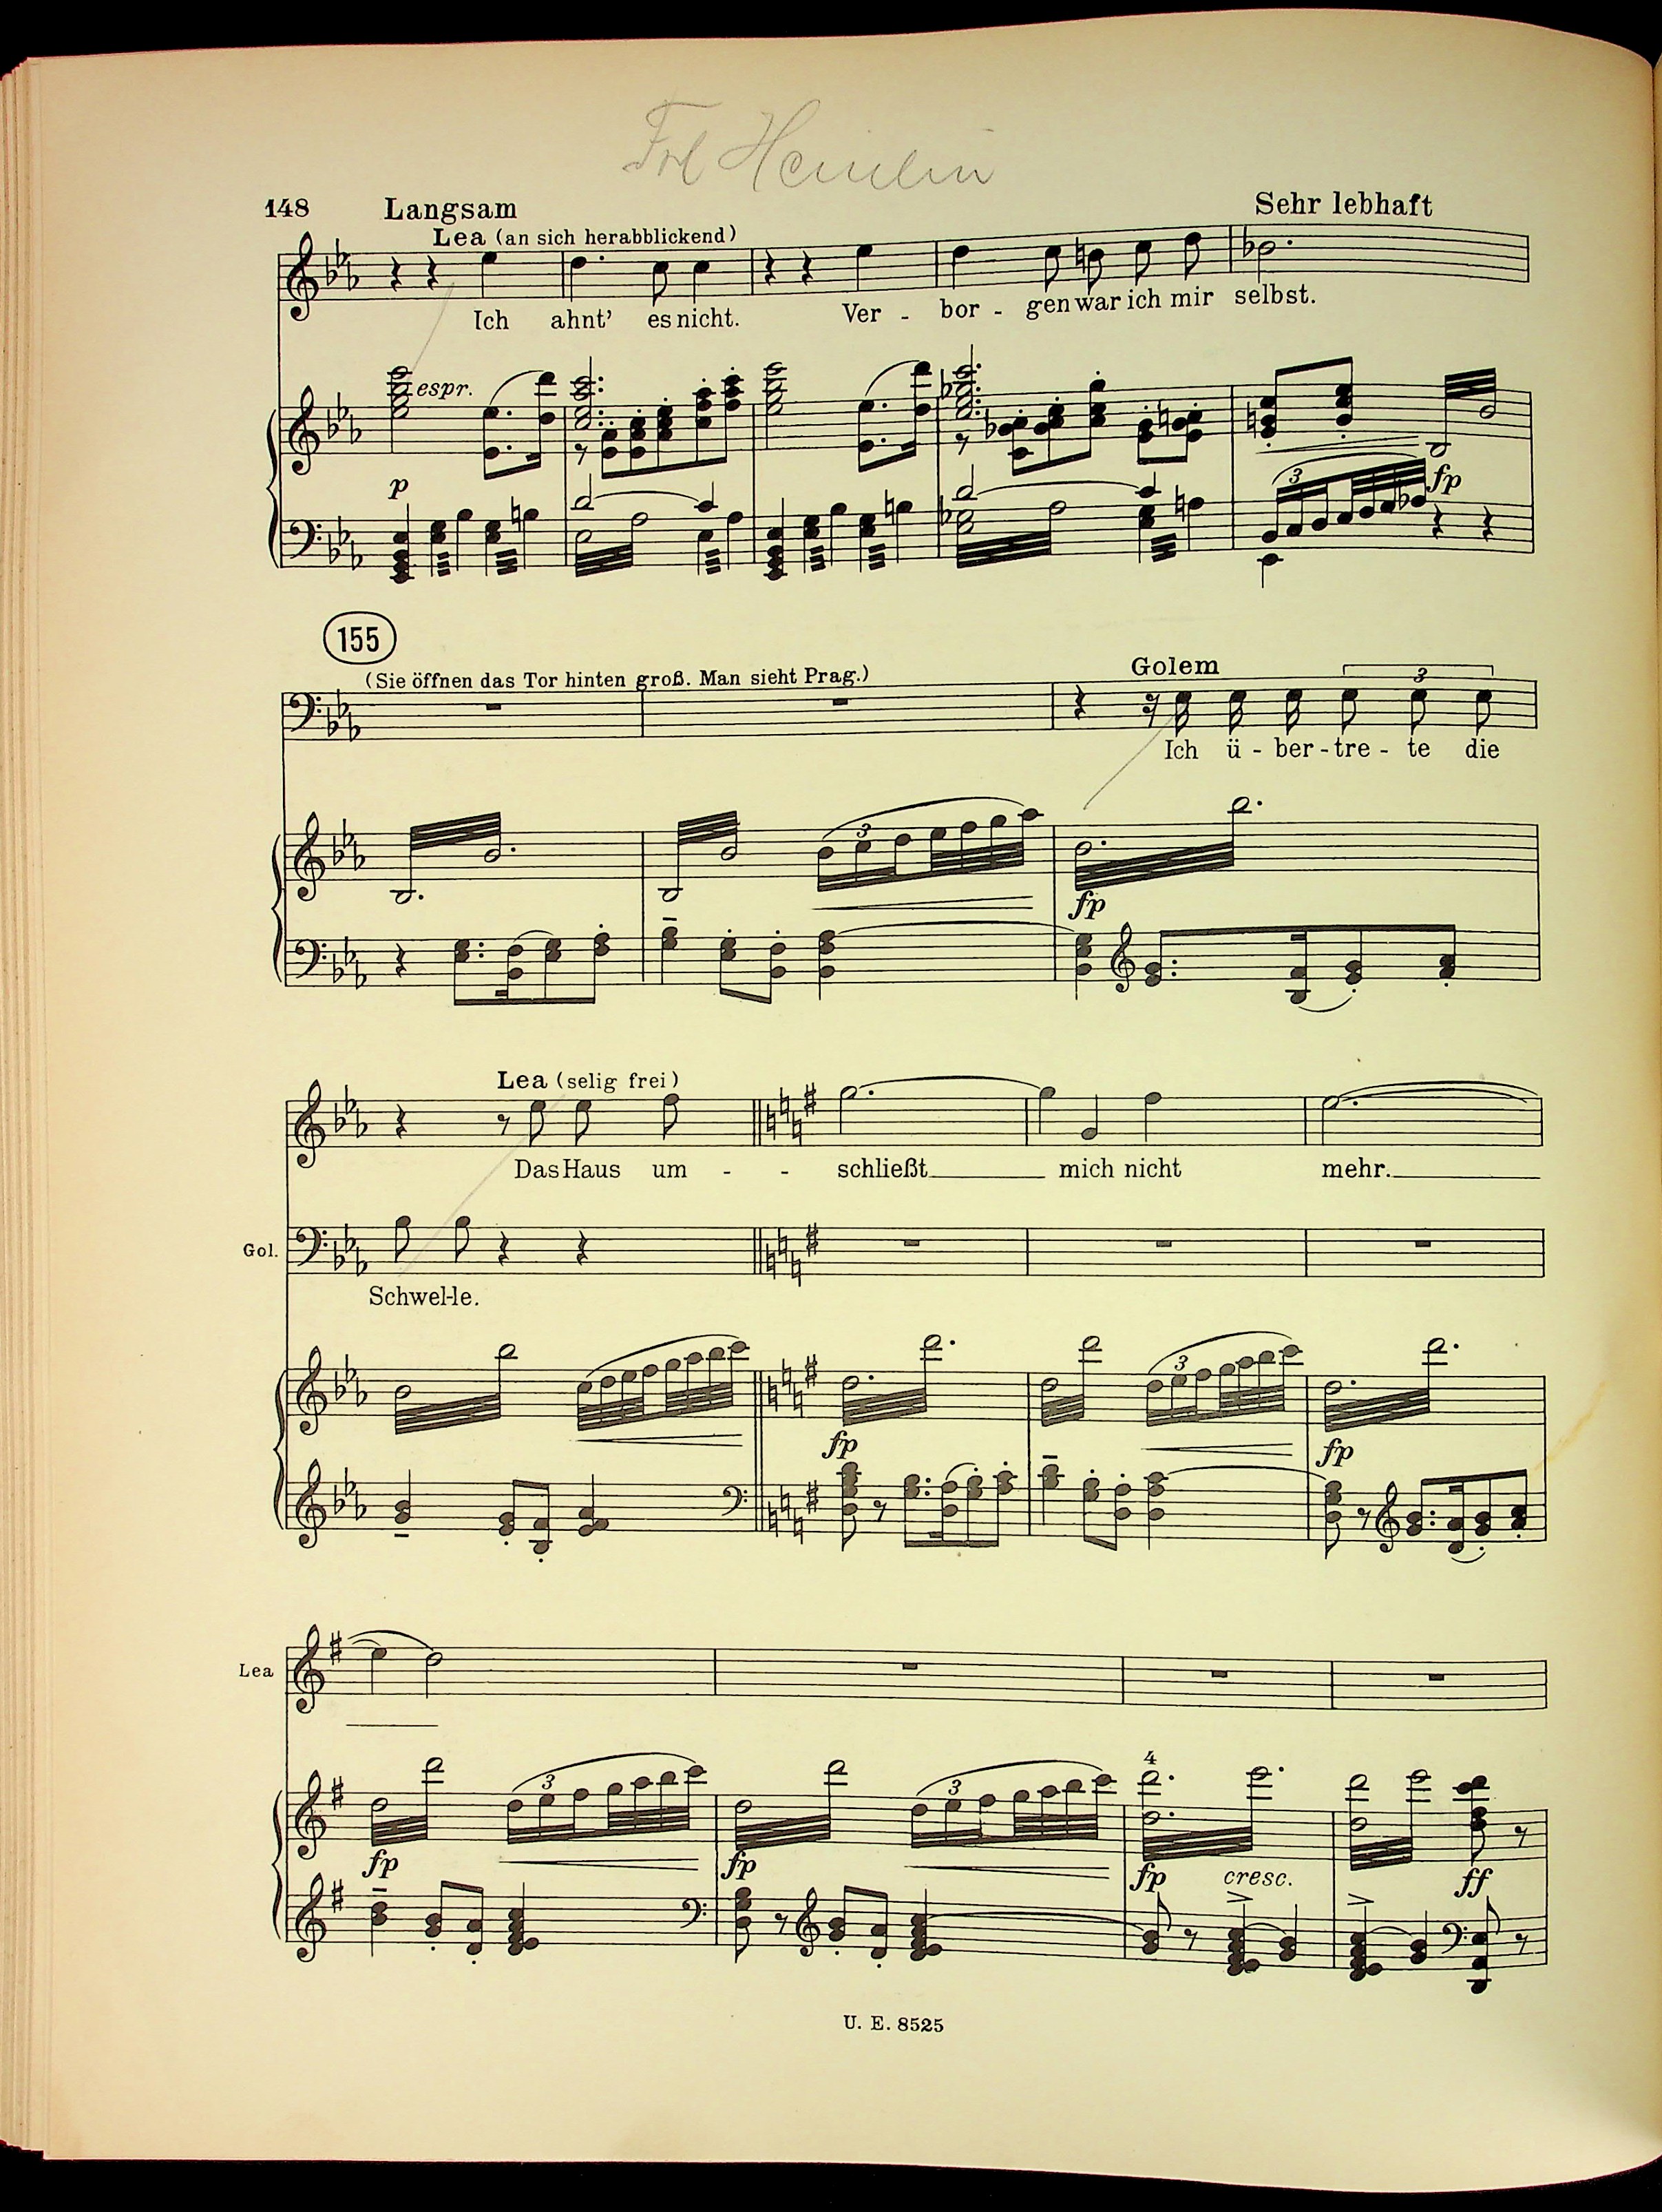 148 Langsam Sehr lebhaft
Lea (an sich herabblickend)
Ich ahnt' es nicht. Ver - bor - gen war ich mir selbst.
espr.
3
p fp
155
(Sie öffnen das Tor hinten groß. Man sieht Prag.)
Golem
3
Ich ü - ber - tre - te die
3
fp
Lea (selig frei)
Das Haus um - - schließt mich nicht mehr.
Gol.
Schwel-le.
3
fp fp
Lea
3 3 4
fp fp fp cresc. ff
U. E. 8525